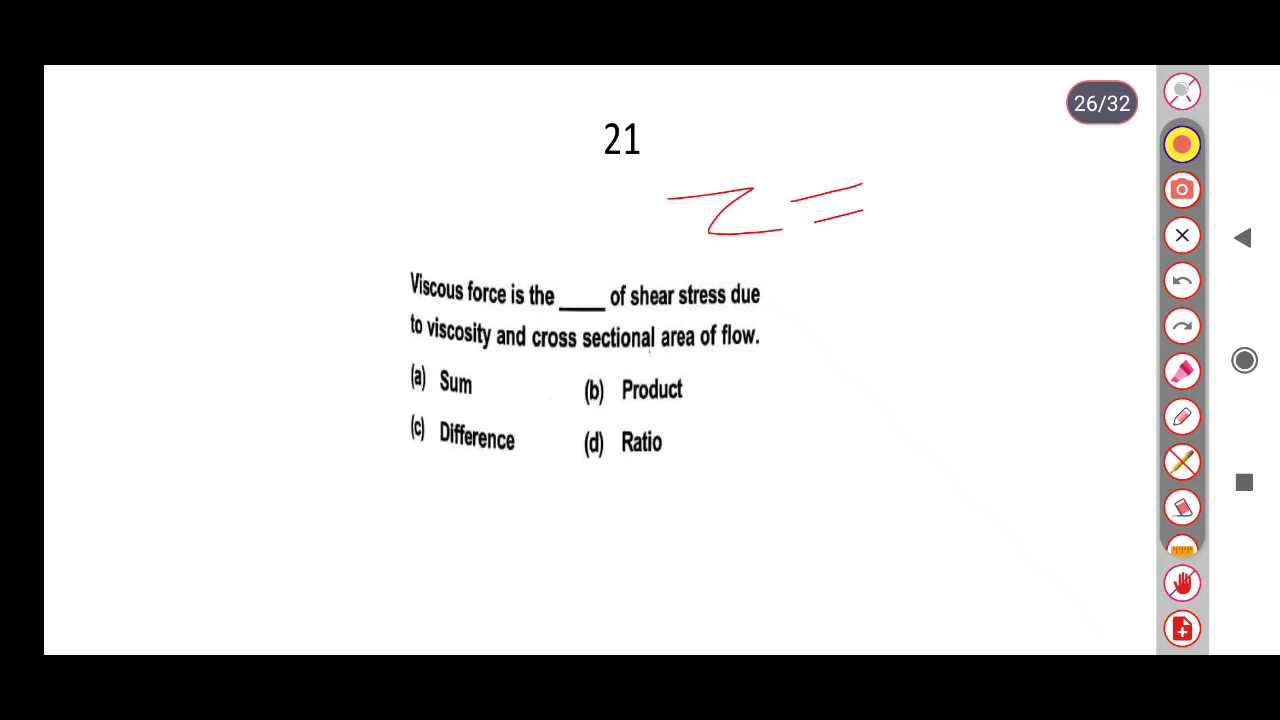 26/32
21
Viscous force is the ____ of shear stress due
to viscosity and cross sectional area of flow.
(a) Sum (b) Product
(c) Difference (d) Ratio